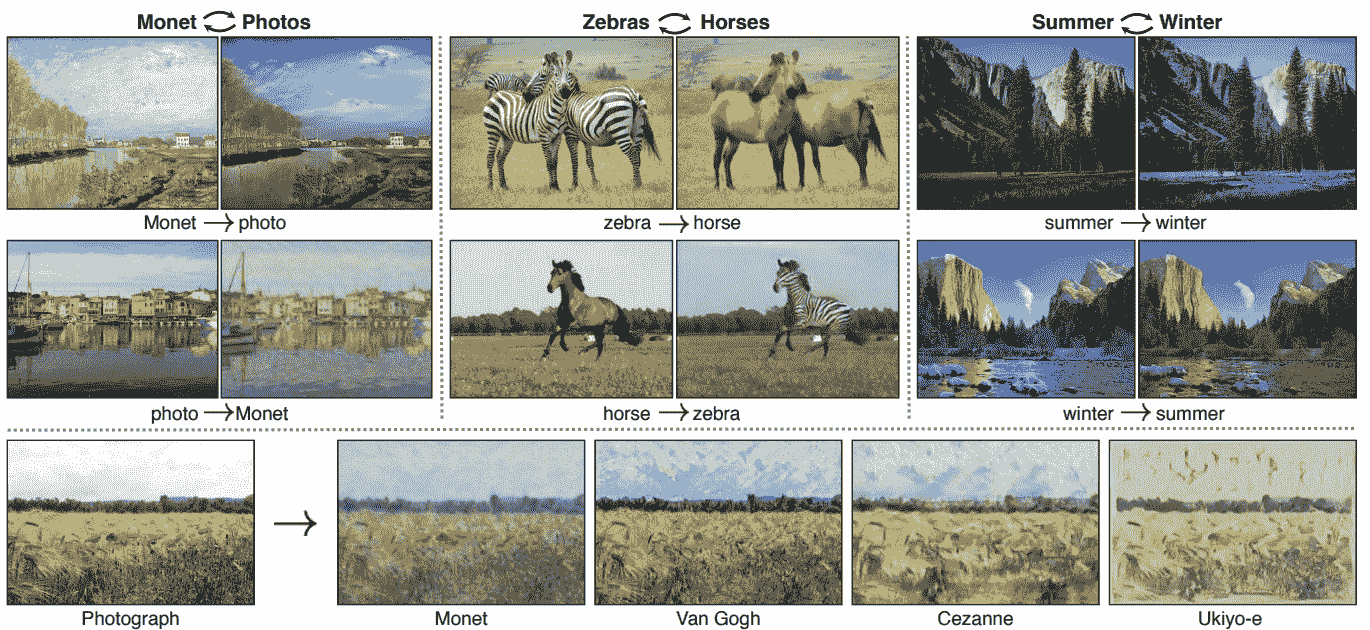 Monet ⇄ Photos
Zebras ⇄ Horses
Summer ⇄ Winter
Monet → photo
zebra → horse
summer → winter
photo → Monet
horse → zebra
winter → summer
Photograph
Monet
Van Gogh
Cezanne
Ukiyo-e